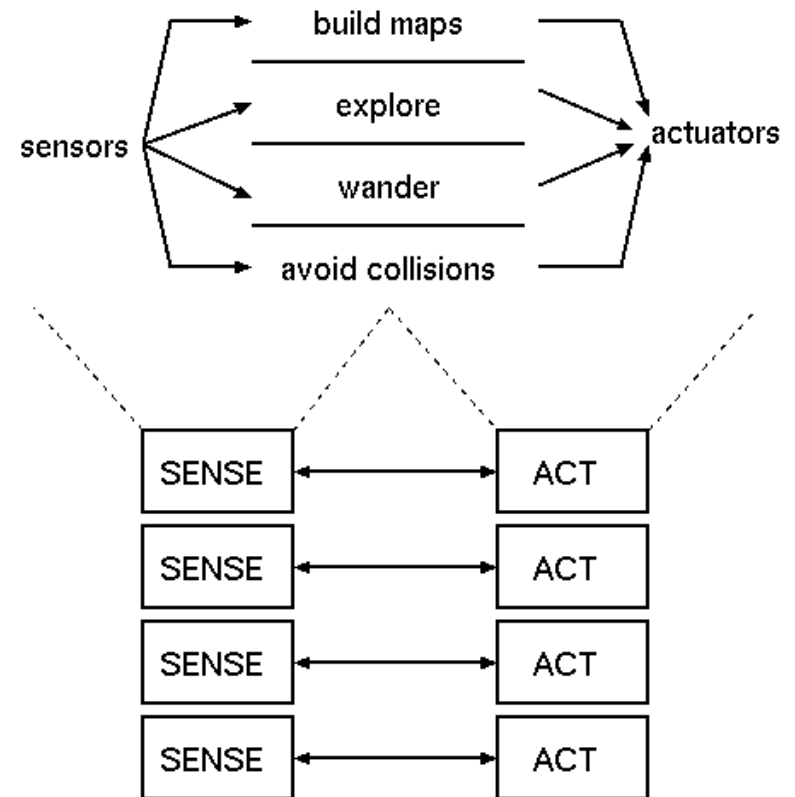 build maps
explore
sensors
actuators
wander
avoid collisions
SENSE ACT
SENSE ACT
SENSE ACT
SENSE ACT